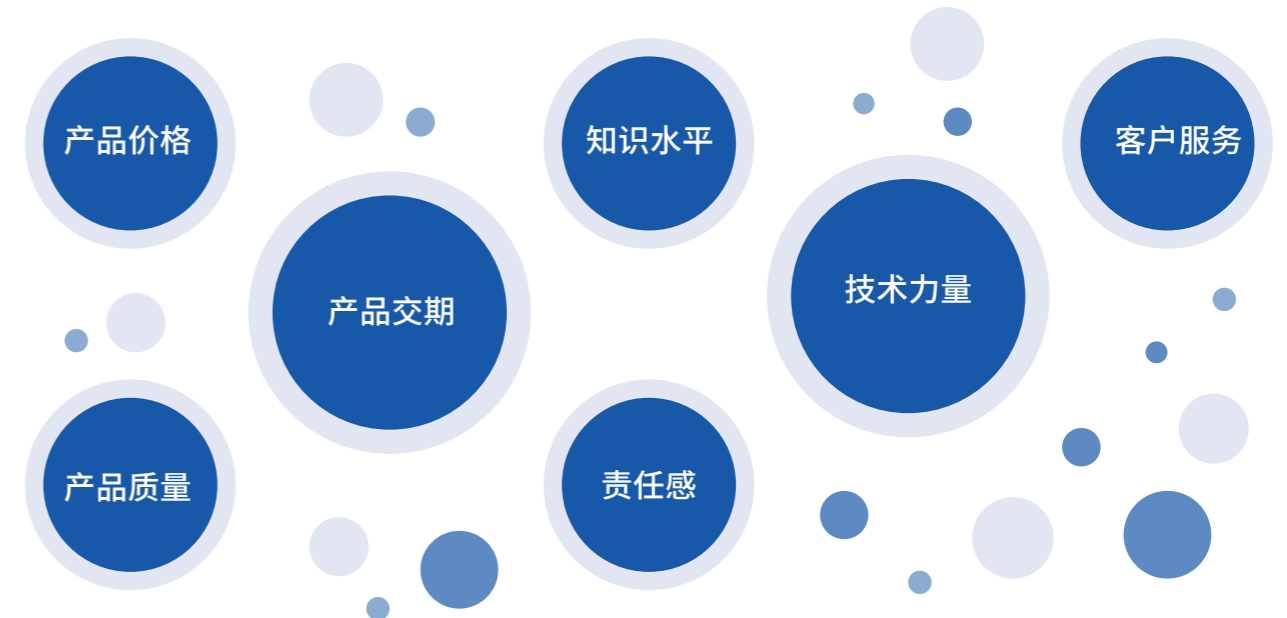 产品价格
知识水平
客户服务
产品交期
技术力量
产品质量
责任感